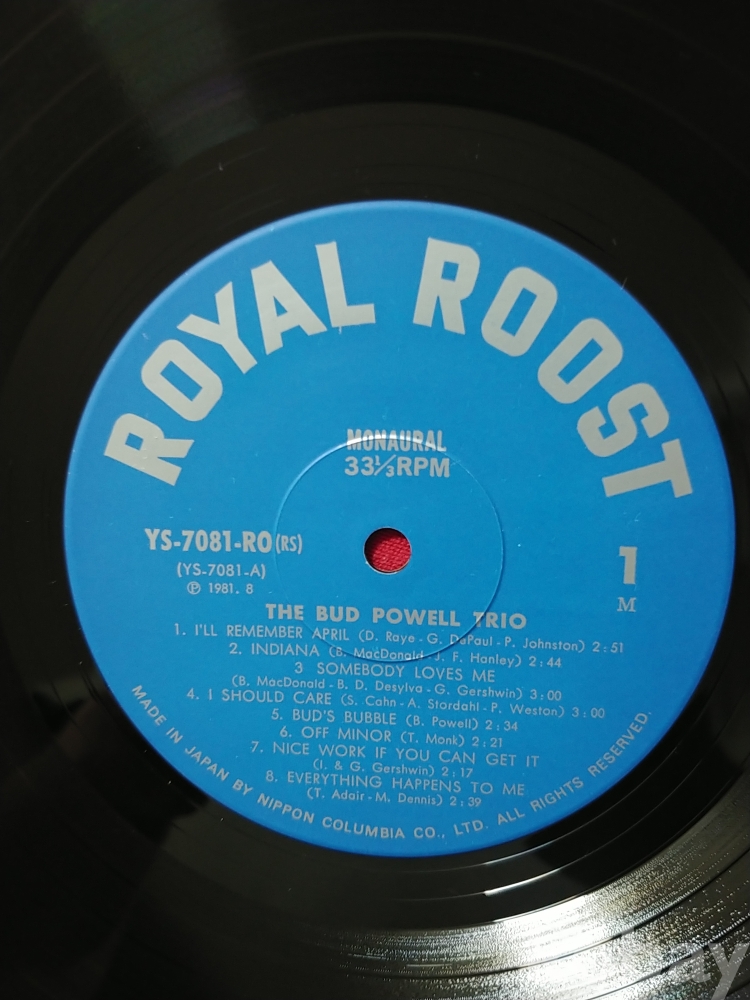 ROYAL ROOST
MONAURAL
33⅓RPM
YS-7081-RO(RS)
(YS-7081-A)
Ⓟ 1981. 8
1
M
THE BUD POWELL TRIO
1. I'LL REMEMBER APRIL (D. Raye - G. DePaul - P. Johnston) 2:51
2. INDIANA (B. MacDonald - J. F. Hanley) 2:44
3 SOMEBODY LOVES ME
(B. MacDonald - B. D. Desylva - G. Gershwin) 3:00
4. I SHOULD CARE (S. Cahn - A. Stordahl - P. Weston) 3:00
5. BUD'S BUBBLE (B. Powell) 2:34
6. OFF MINOR (T. Monk) 2:21
7. NICE WORK IF YOU CAN GET IT
(I. & G. Gershwin) 2:17
8. EVERYTHING HAPPENS TO ME
(T. Adair - M. Dennis) 2:39
MADE IN JAPAN BY NIPPON COLUMBIA CO., LTD. ALL RIGHTS RESERVED.